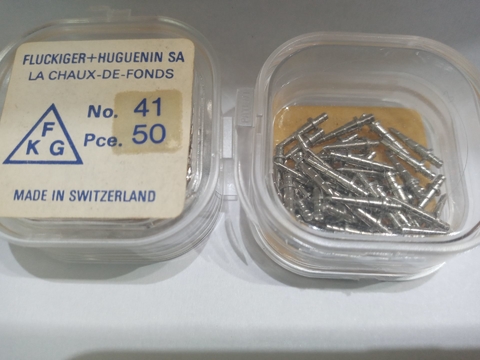 FLUCKIGER+HUGUENIN SA
LA CHAUX-DE-FONDS
F
K G
No. 41
Pce. 50
MADE IN SWITZERLAND